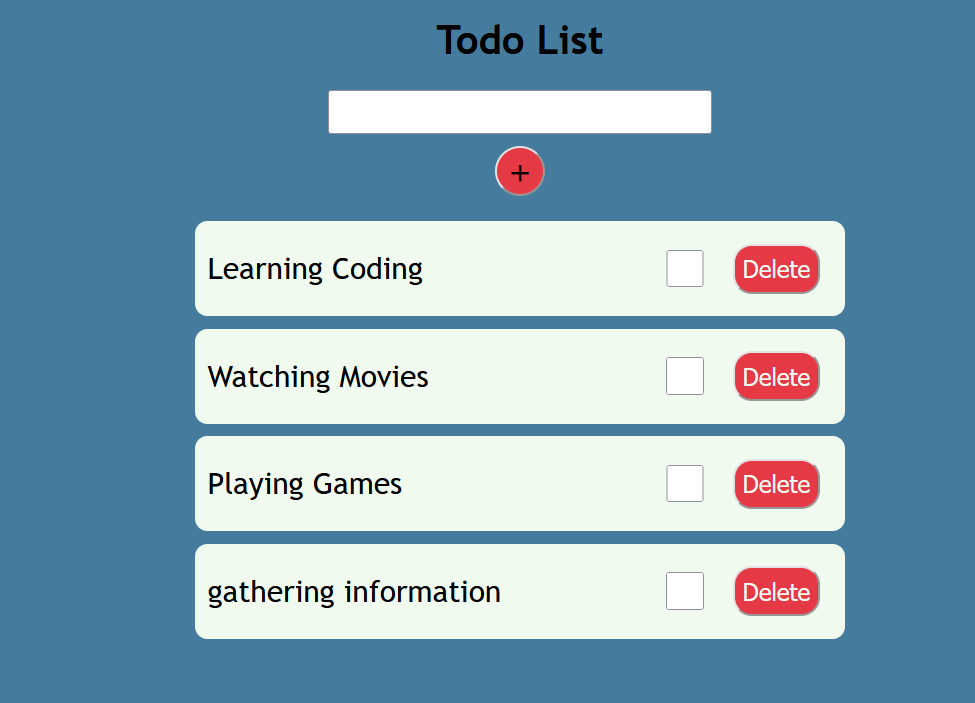 Todo List
+
Learning Coding Delete
Watching Movies Delete
Playing Games Delete
gathering information Delete